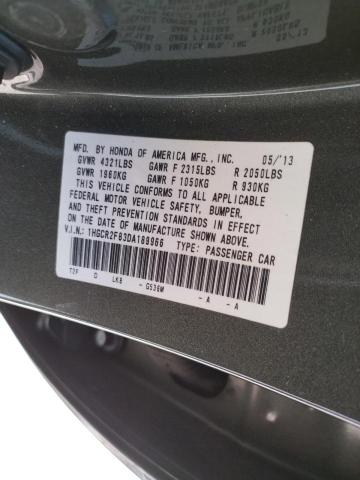 MFD. BY HONDA OF AMERICA MFG., INC. 05/'13
GVWR 4321LBS GAWR F 2315LBS R 2050LBS
GVWR 1960KG GAWR F 1050KG R 930KG
THIS VEHICLE CONFORMS TO ALL APPLICABLE
FEDERAL MOTOR VEHICLE SAFETY, BUMPER,
AND THEFT PREVENTION STANDARDS IN EFFECT
ON THE DATE OF MANUFACTURE SHOWN ABOVE.
V.I.N.: 1HGCR2F83DA189966 TYPE: PASSENGER CAR
T2F D LKB - G536M - A - A